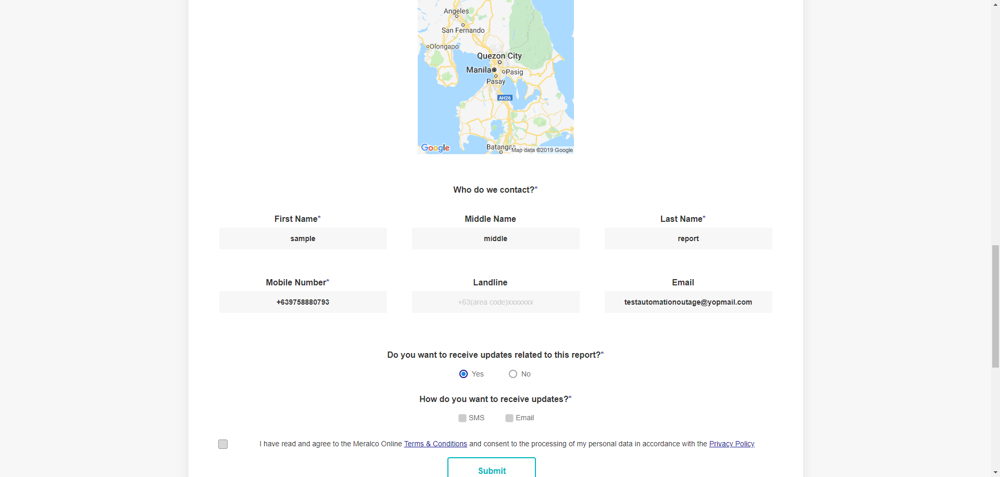 Angeles
San Fernando
Olongapo
Quezon City
Manila
Pasig
Pasay
AH26
Batangas
Google
Map data ©2019 Google
Who do we contact?*
First Name*
Middle Name
Last Name*
sample
middle
report
Mobile Number*
Landline
Email
+639758880793
+63(area code)xxxxxxx
testautomationoutage@yopmail.com
Do you want to receive updates related to this report?*
Yes
No
How do you want to receive updates?*
SMS
Email
I have read and agree to the Meralco Online Terms & Conditions and consent to the processing of my personal data in accordance with the Privacy Policy
Submit